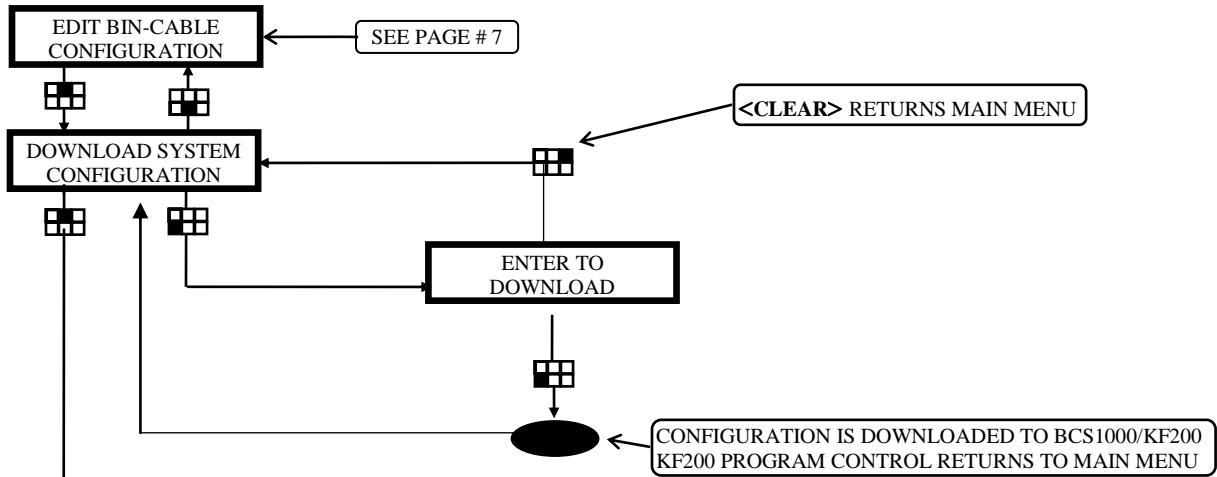 EDIT BIN-CABLE
CONFIGURATION
SEE PAGE # 7
<CLEAR> RETURNS MAIN MENU
DOWNLOAD SYSTEM
CONFIGURATION
ENTER TO
DOWNLOAD
CONFIGURATION IS DOWNLOADED TO BCS1000/KF200
KF200 PROGRAM CONTROL RETURNS TO MAIN MENU